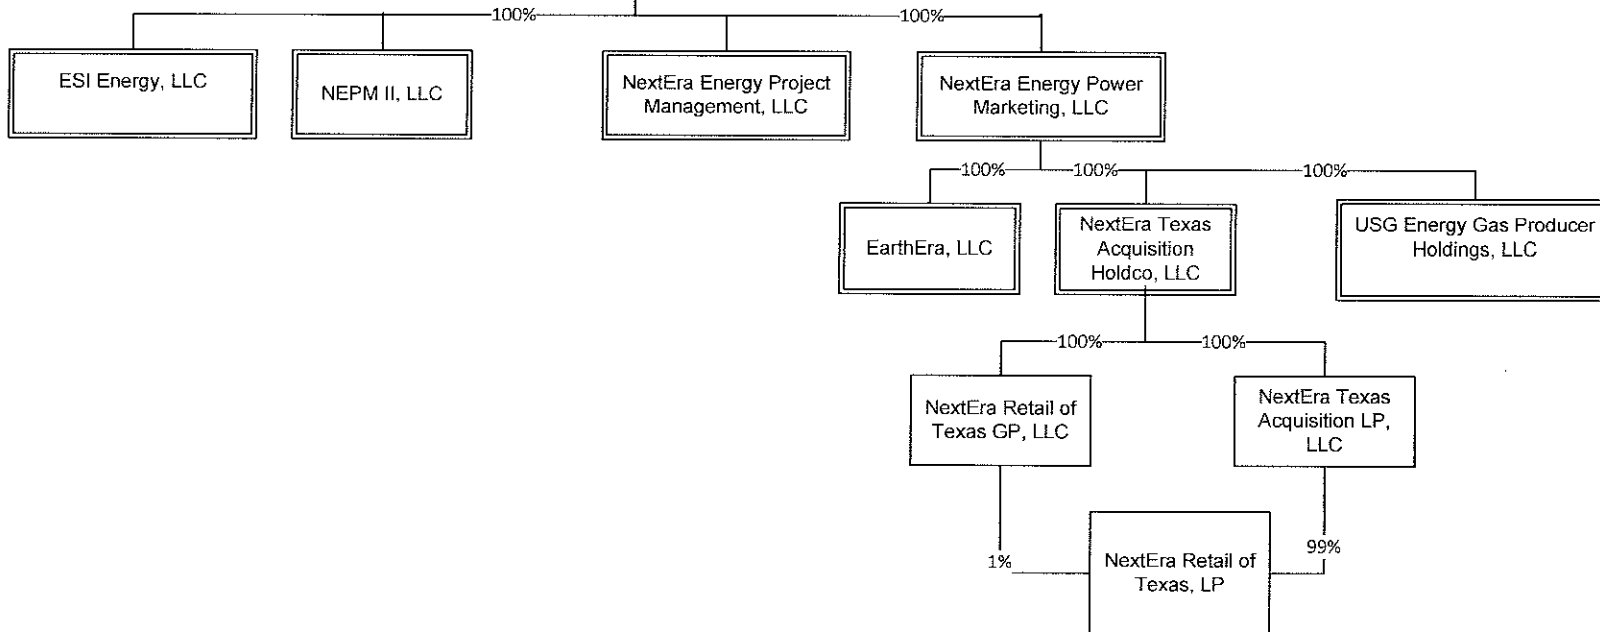 100%
100%
ESI Energy, LLC
NEPM II, LLC
NextEra Energy Project
Management, LLC
NextEra Energy Power
Marketing, LLC
100%
100%
100%
EarthEra, LLC
NextEra Texas
Acquisition
Holdco, LLC
USG Energy Gas Producer
Holdings, LLC
100%
100%
NextEra Retail of
Texas GP, LLC
NextEra Texas
Acquisition LP,
LLC
1%
99%
NextEra Retail of
Texas, LP